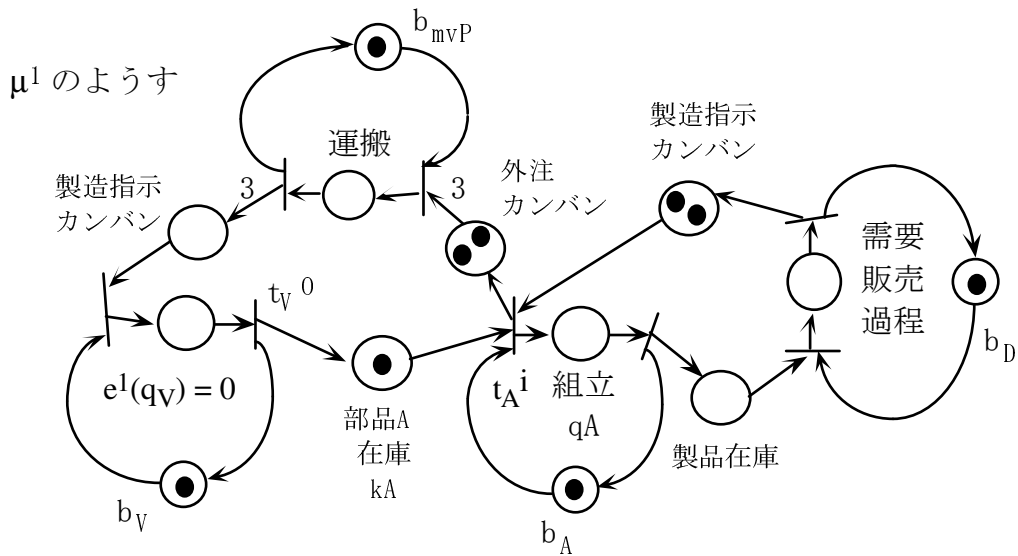 b_mvP
μ¹ のようす
運搬
製造指示
カンバン
3
3
外注
カンバン
製造指示
カンバン
需要
販売
過程
b_D
t_V^0
e¹(q_V) = 0
部品A
在庫
kA
t_A^i
組立
qA
製品在庫
b_V
b_A